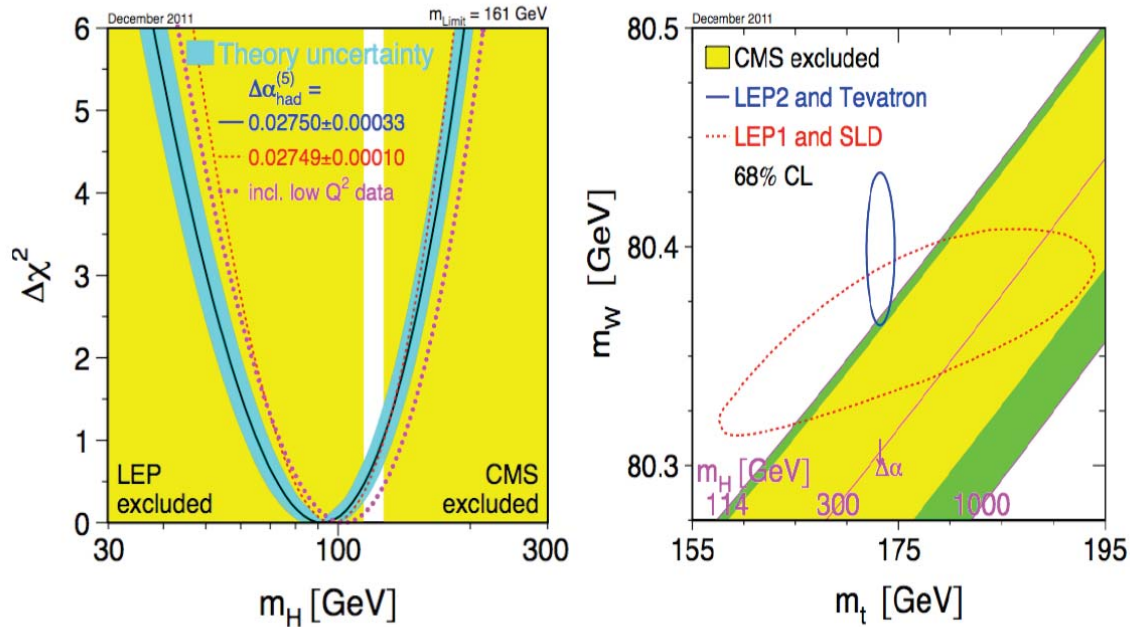 December 2011
m_Limit = 161 GeV
6
5
4
3
2
1
0
Δχ²
Theory uncertainty
Δα_had^(5) =
0.02750±0.00033
0.02749±0.00010
incl. low Q² data
LEP
excluded
CMS
excluded
30
100
300
m_H [GeV]
December 2011
80.5
80.4
80.3
m_W [GeV]
CMS excluded
LEP2 and Tevatron
LEP1 and SLD
68% CL
m_H [GeV]
114
300
1000
Δα
155
175
195
m_t [GeV]